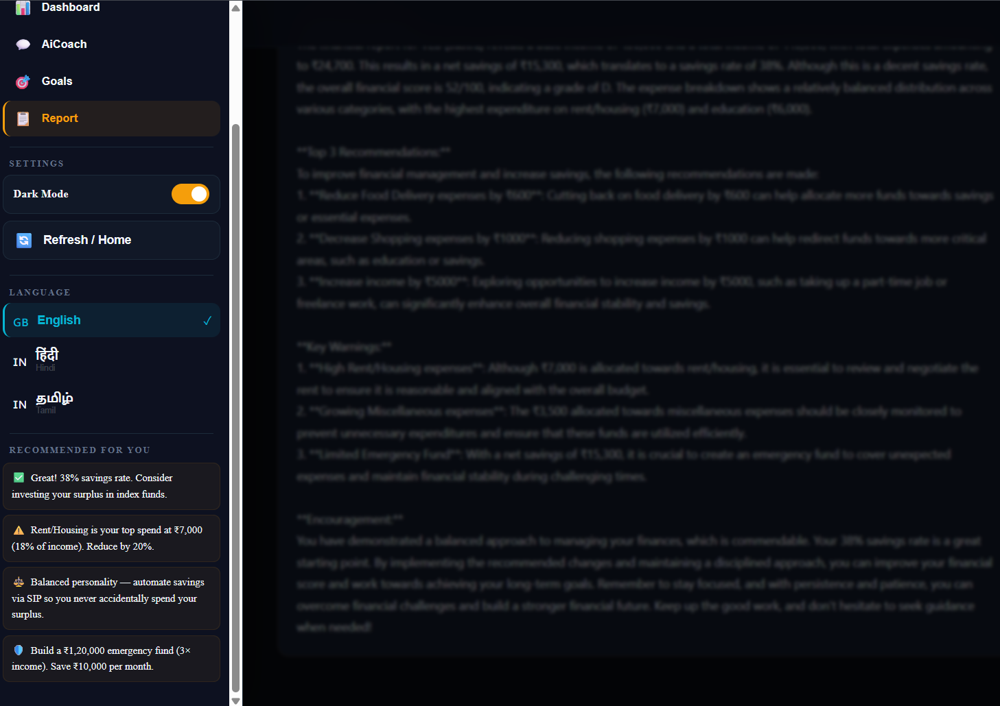 Dashboard
AiCoach
Goals
Report
SETTINGS
Dark Mode
Refresh / Home
LANGUAGE
GB English ✓
IN हिंदी
Hindi
IN தமிழ்
Tamil
RECOMMENDED FOR YOU
✅ Great! 38% savings rate. Consider
investing your surplus in index funds.
⚠️ Rent/Housing is your top spend at ₹7,000
(18% of income). Reduce by 20%.
⚖️ Balanced personality — automate savings
via SIP so you never accidentally spend your
surplus.
🛡️ Build a ₹1,20,000 emergency fund (3×
income). Save ₹10,000 per month.
to ₹24,700. This results in a net savings of ₹15,300, which translates to a savings rate of 38%. Although this is a decent savings rate,
the overall financial score is 52/100, indicating a grade of D. The expense breakdown shows a relatively balanced distribution across
various categories, with the highest expenditure on rent/housing (₹7,000) and education (₹6,000).
**Top 3 Recommendations:**
To improve financial management and increase savings, the following recommendations are made:
1. **Reduce Food Delivery expenses by ₹600**: Cutting back on food delivery by ₹600 can help allocate more funds towards savings
or essential expenses.
2. **Decrease Shopping expenses by ₹1000**: Reducing shopping expenses by ₹1000 can help redirect funds towards more critical
areas, such as education or savings.
3. **Increase income by ₹5000**: Exploring opportunities to increase income by ₹5000, such as taking up a part-time job or
freelance work, can significantly enhance overall financial stability and savings.
**Key Warnings:**
1. **High Rent/Housing expenses**: Although ₹7,000 is allocated towards rent/housing, it is essential to review and negotiate the
rent to ensure it is reasonable and aligned with the overall budget.
2. **Growing Miscellaneous expenses**: The ₹3,500 allocated towards miscellaneous expenses should be closely monitored to
prevent unnecessary expenditures and ensure that these funds are utilized efficiently.
3. **Limited Emergency Fund**: With a net savings of ₹15,300, it is crucial to create an emergency fund to cover unexpected
expenses and maintain financial stability during challenging times.
**Encouragement:**
You have demonstrated a balanced approach to managing your finances, which is commendable. Your 38% savings rate is a great
starting point. By implementing the recommended changes and maintaining a disciplined approach, you can improve your financial
score and work towards achieving your long-term goals. Remember to stay focused, and with persistence and patience, you can
overcome financial challenges and build a stronger financial future. Keep up the good work, and don't hesitate to seek guidance
when needed!